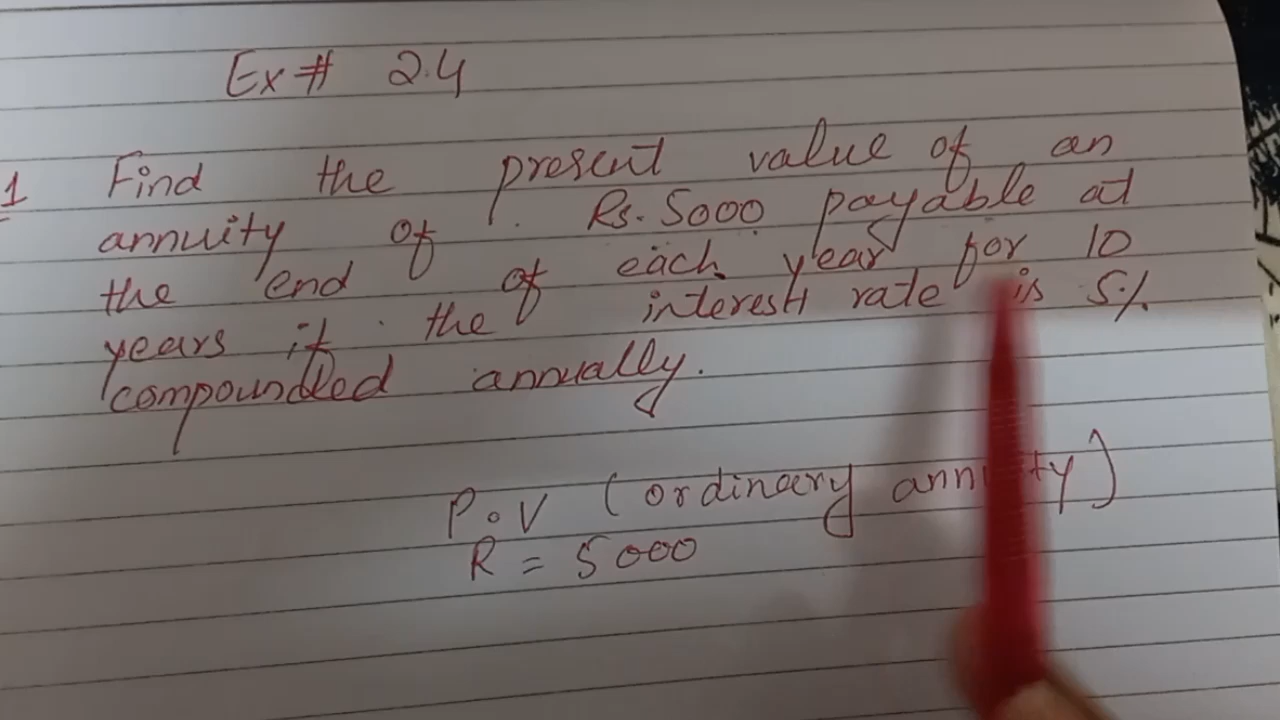 Ex# 2.4
1 Find the present value of an
annuity of Rs. 5000 payable at
the end of each year for 10
years if the interest rate is 5%
compounded annually.
P.V (ordinary annuity)
R = 5000